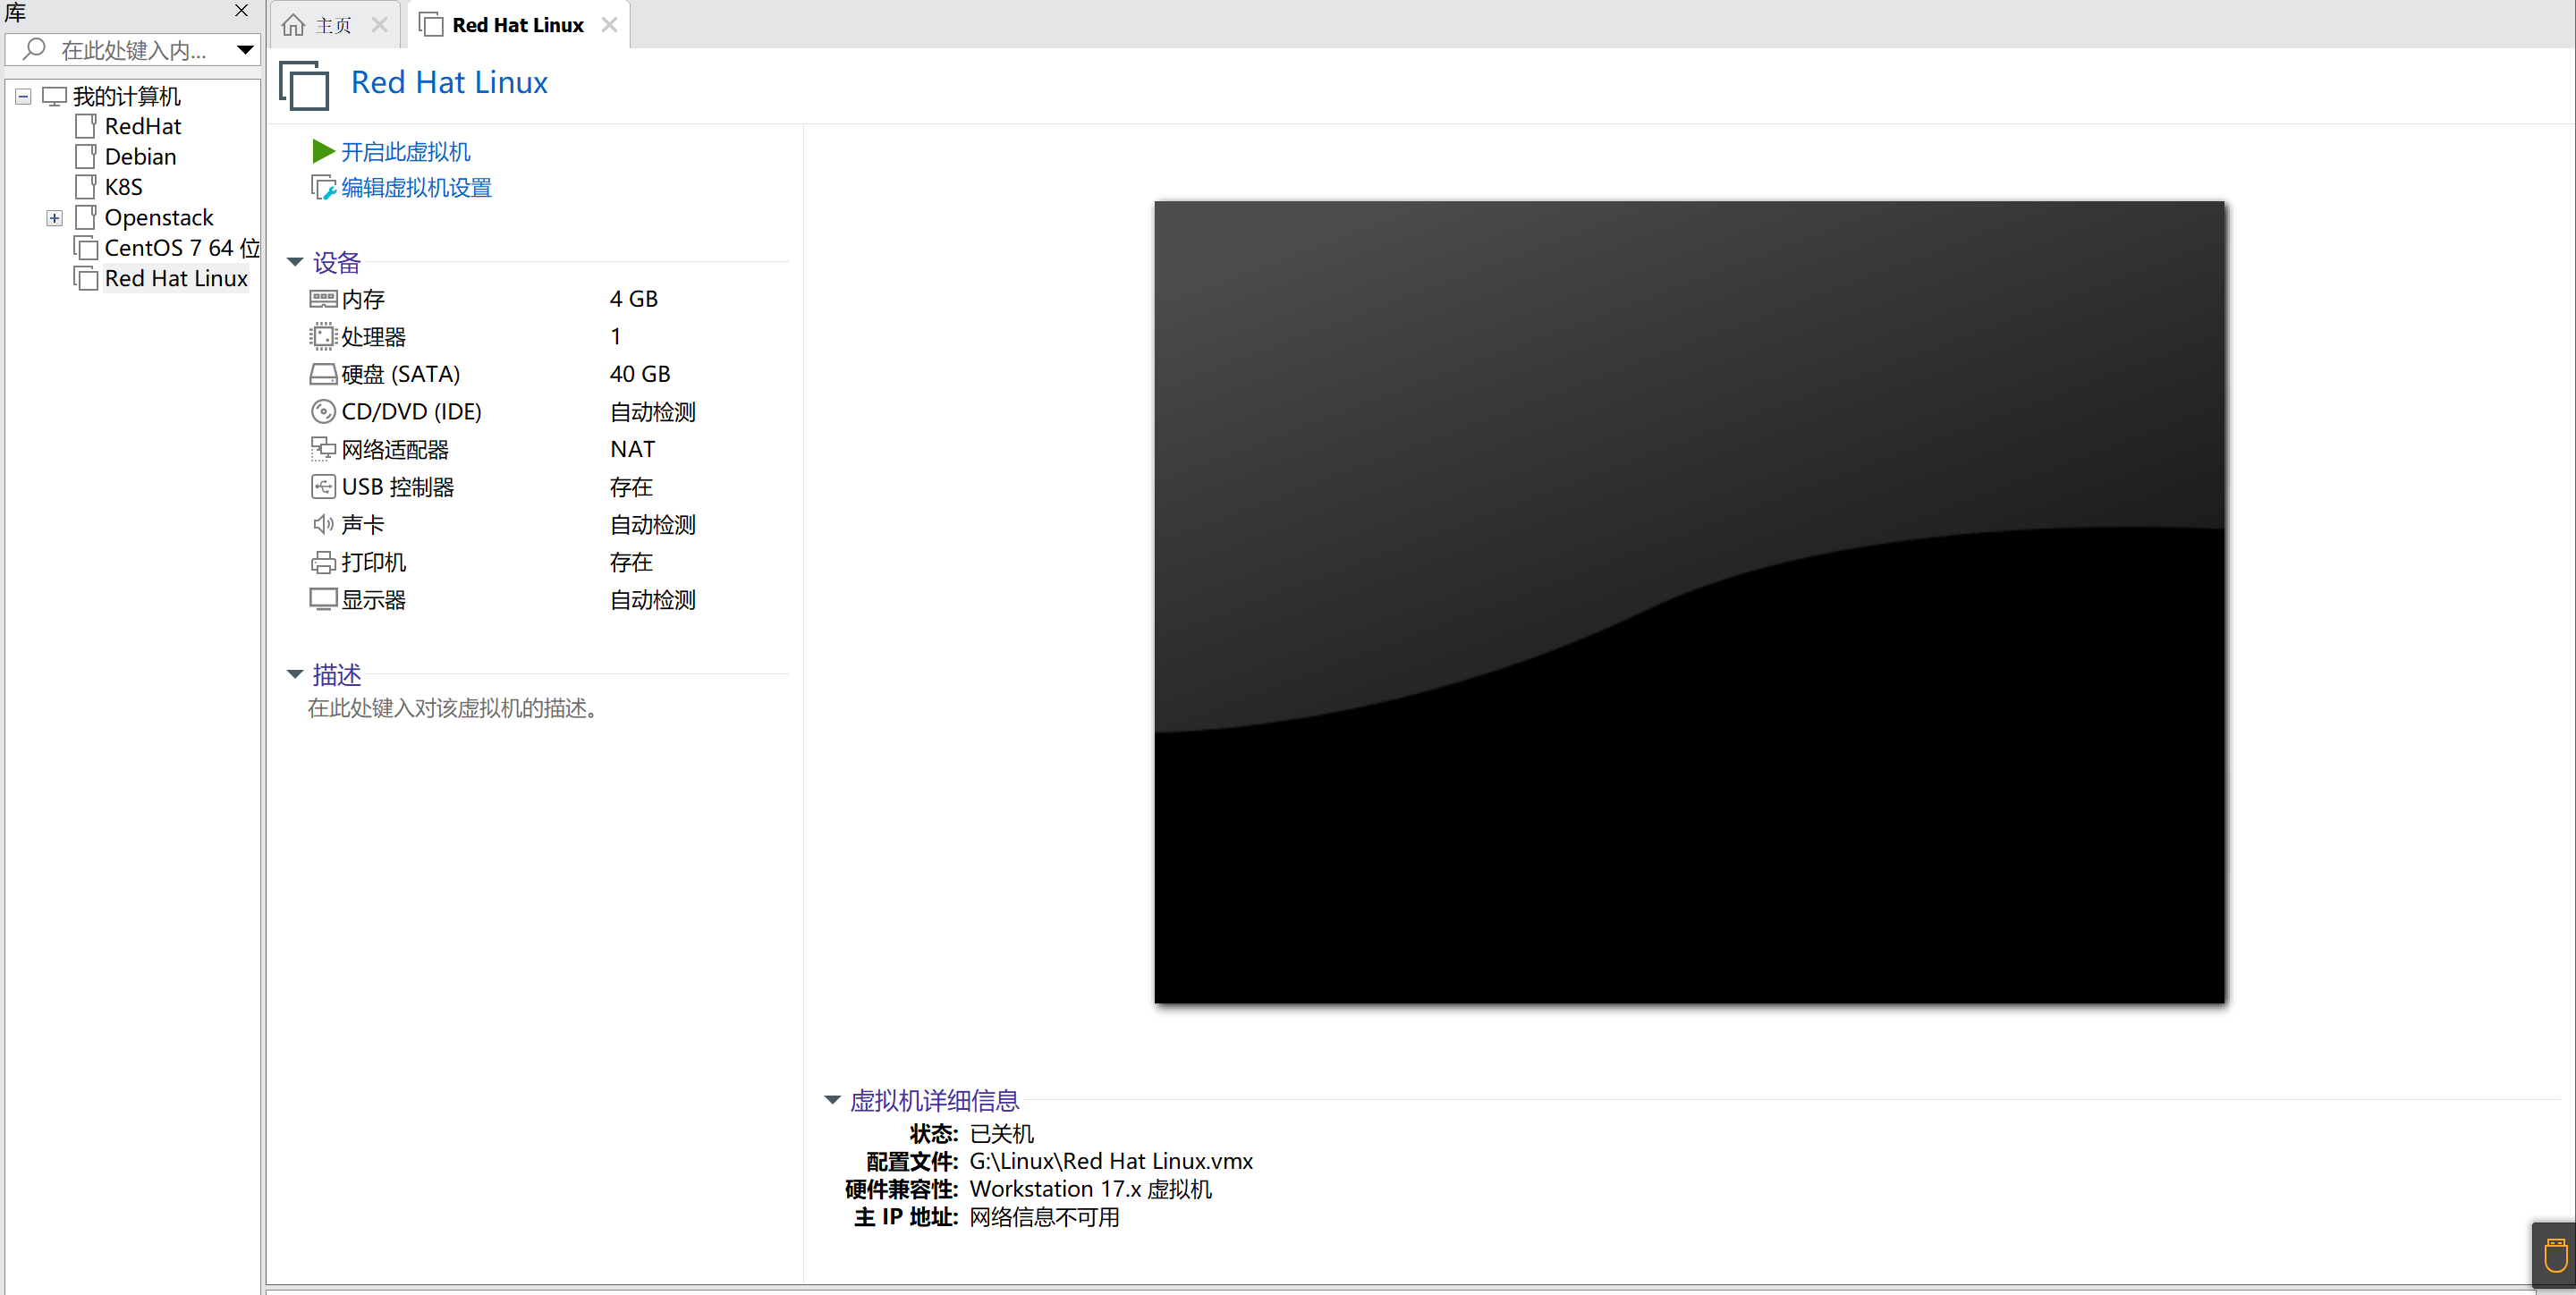 库
在此处键入内...
我的计算机
RedHat
Debian
K8S
Openstack
CentOS 7 64 位
Red Hat Linux
主页
Red Hat Linux
Red Hat Linux
开启此虚拟机
编辑虚拟机设置
设备
内存 4 GB
处理器 1
硬盘 (SATA) 40 GB
CD/DVD (IDE) 自动检测
网络适配器 NAT
USB 控制器 存在
声卡 自动检测
打印机 存在
显示器 自动检测
描述
在此处键入对该虚拟机的描述。
虚拟机详细信息
状态: 已关机
配置文件: G:\Linux\Red Hat Linux.vmx
硬件兼容性: Workstation 17.x 虚拟机
主 IP 地址: 网络信息不可用